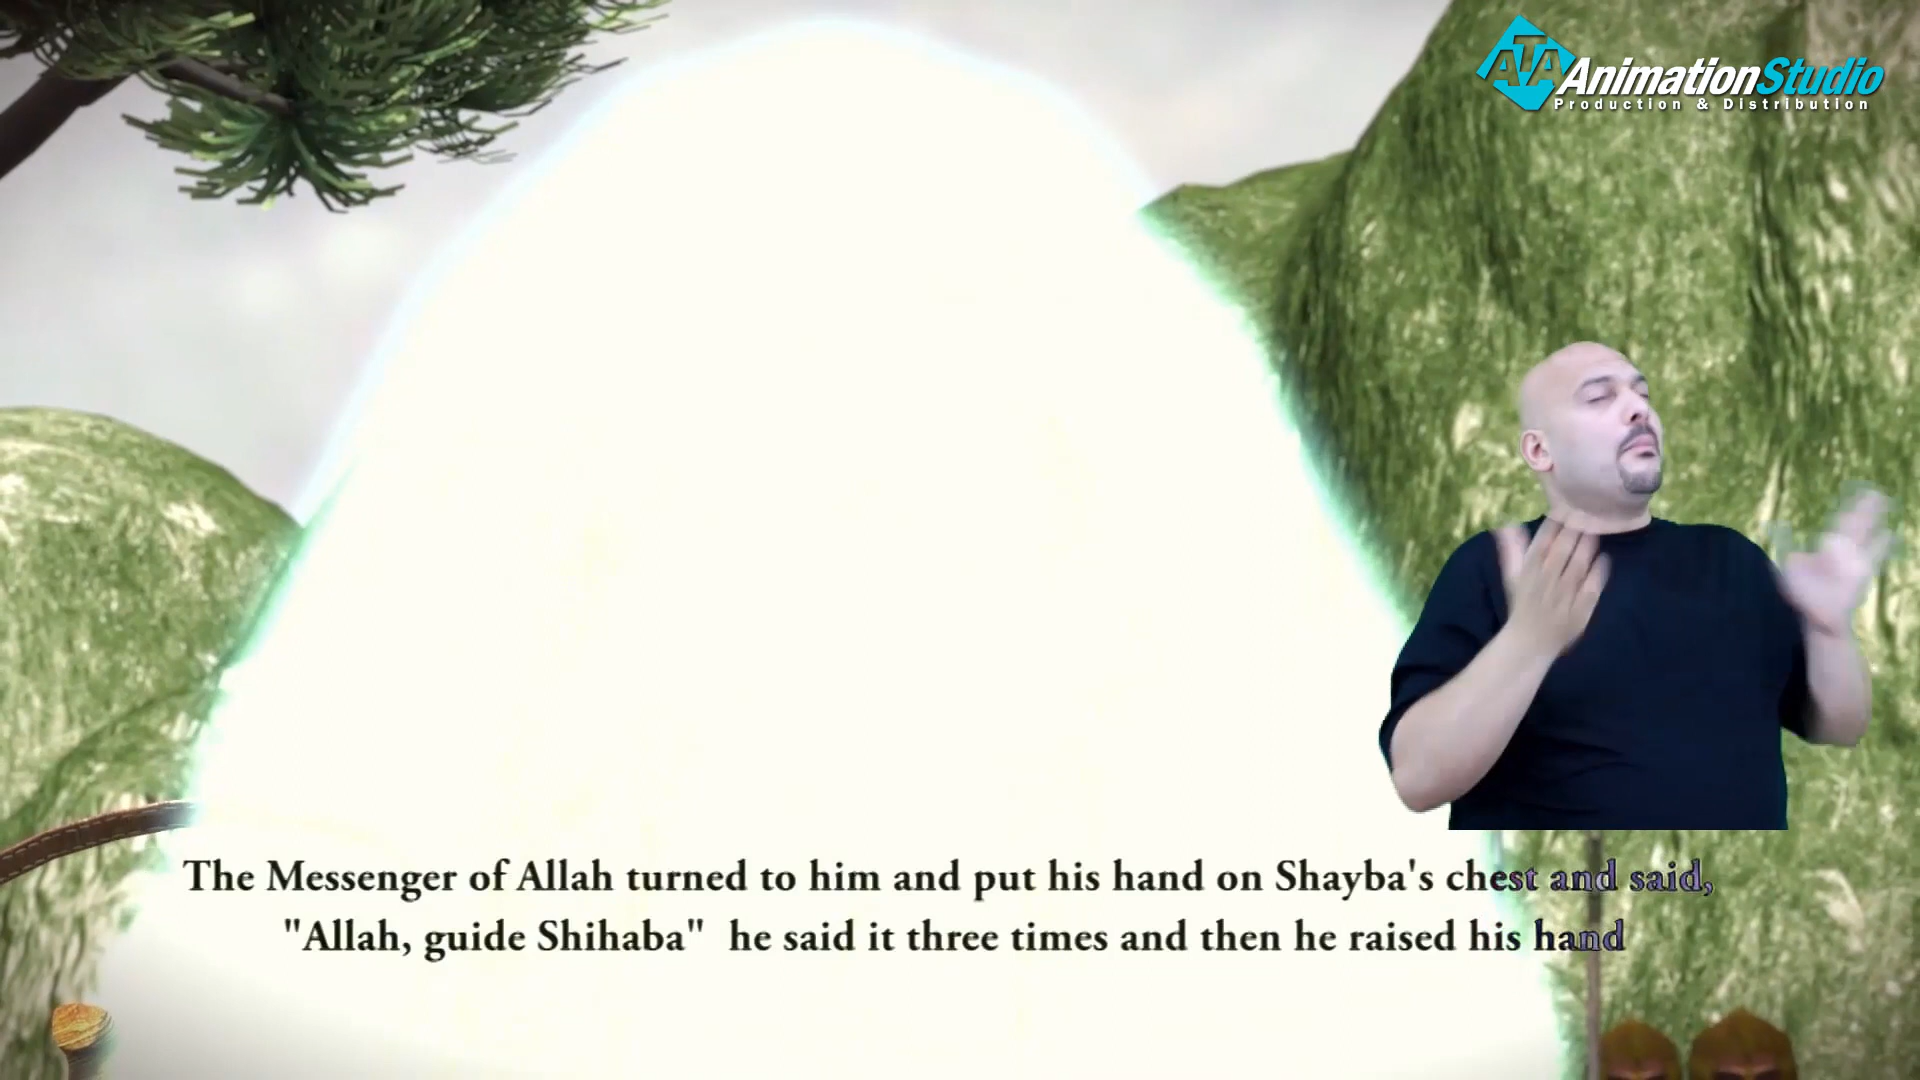 ATA AnimationStudio
Production & Distribution
The Messenger of Allah turned to him and put his hand on Shayba's chest and said,
"Allah, guide Shihaba"  he said it three times and then he raised his hand